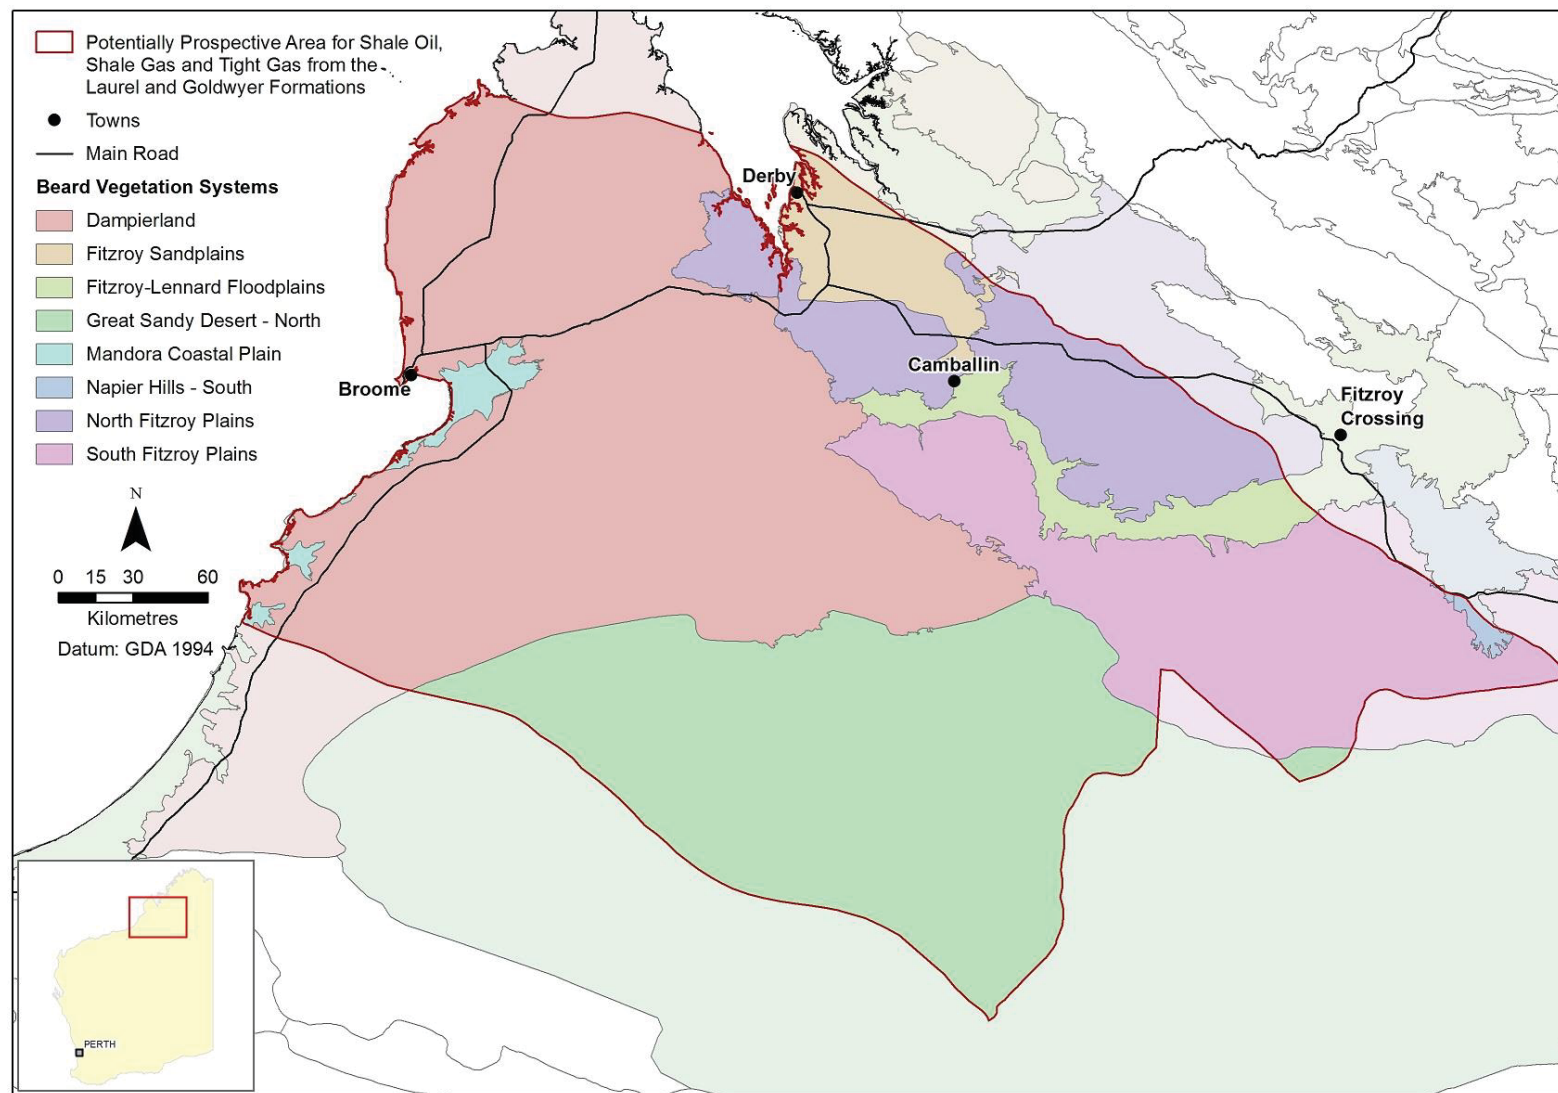 Potentially Prospective Area for Shale Oil,
Shale Gas and Tight Gas from the
Laurel and Goldwyer Formations
Towns
Main Road
Beard Vegetation Systems
Dampierland
Fitzroy Sandplains
Fitzroy-Lennard Floodplains
Great Sandy Desert - North
Mandora Coastal Plain
Napier Hills - South
North Fitzroy Plains
South Fitzroy Plains
N
0 15 30 60
Kilometres
Datum: GDA 1994
Derby
Broome
Camballin
Fitzroy
Crossing
PERTH